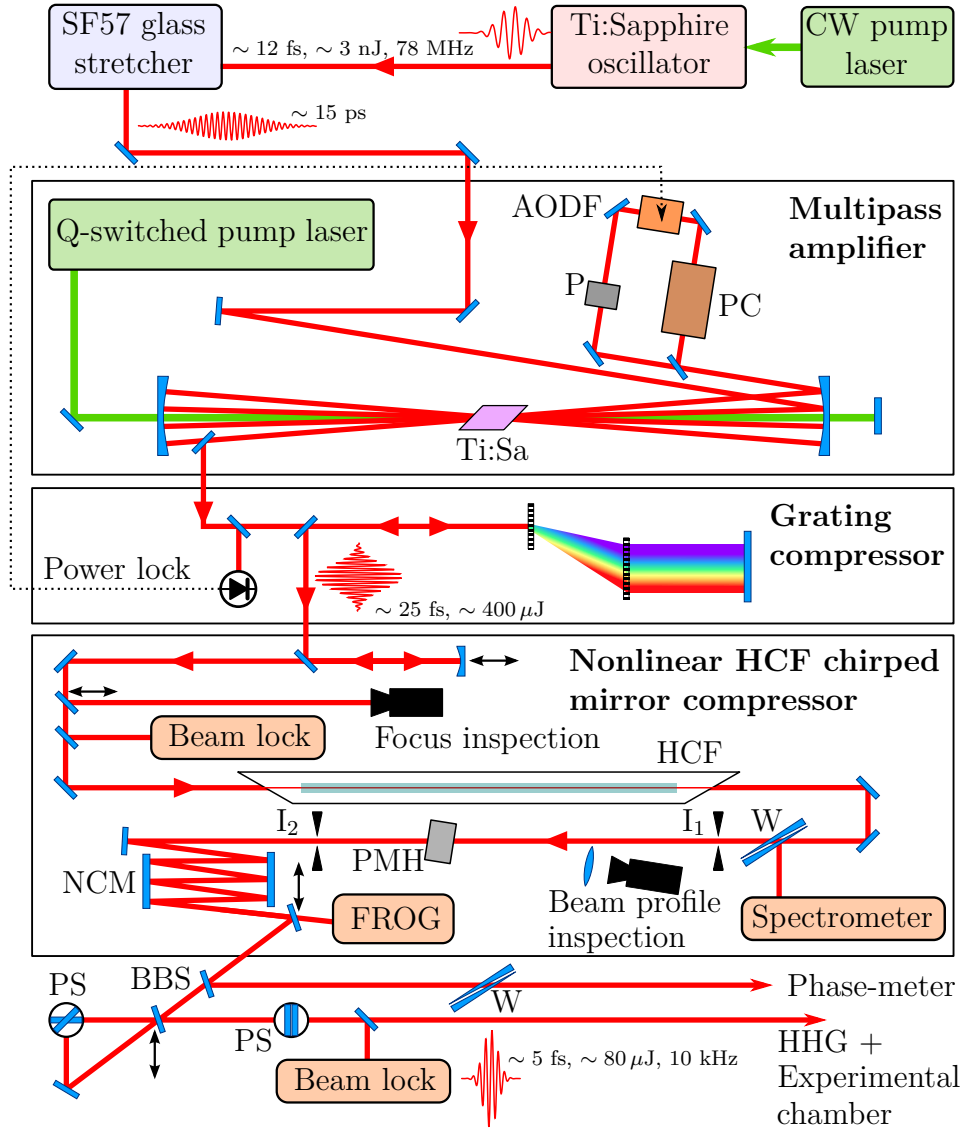 SF57 glass
stretcher
∼ 12 fs, ∼ 3 nJ, 78 MHz
Ti:Sapphire
oscillator
CW pump
laser
∼ 15 ps
AODF
Multipass
amplifier
Q-switched pump laser
P
PC
Ti:Sa
Grating
compressor
Power lock
∼ 25 fs, ∼ 400 μJ
Nonlinear HCF chirped
mirror compressor
Beam lock
Focus inspection
HCF
I₂
I₁
W
PMH
NCM
FROG
Beam profile
inspection
Spectrometer
PS
BBS
W
Phase-meter
PS
Beam lock
∼ 5 fs, ∼ 80 μJ, 10 kHz
HHG +
Experimental
chamber